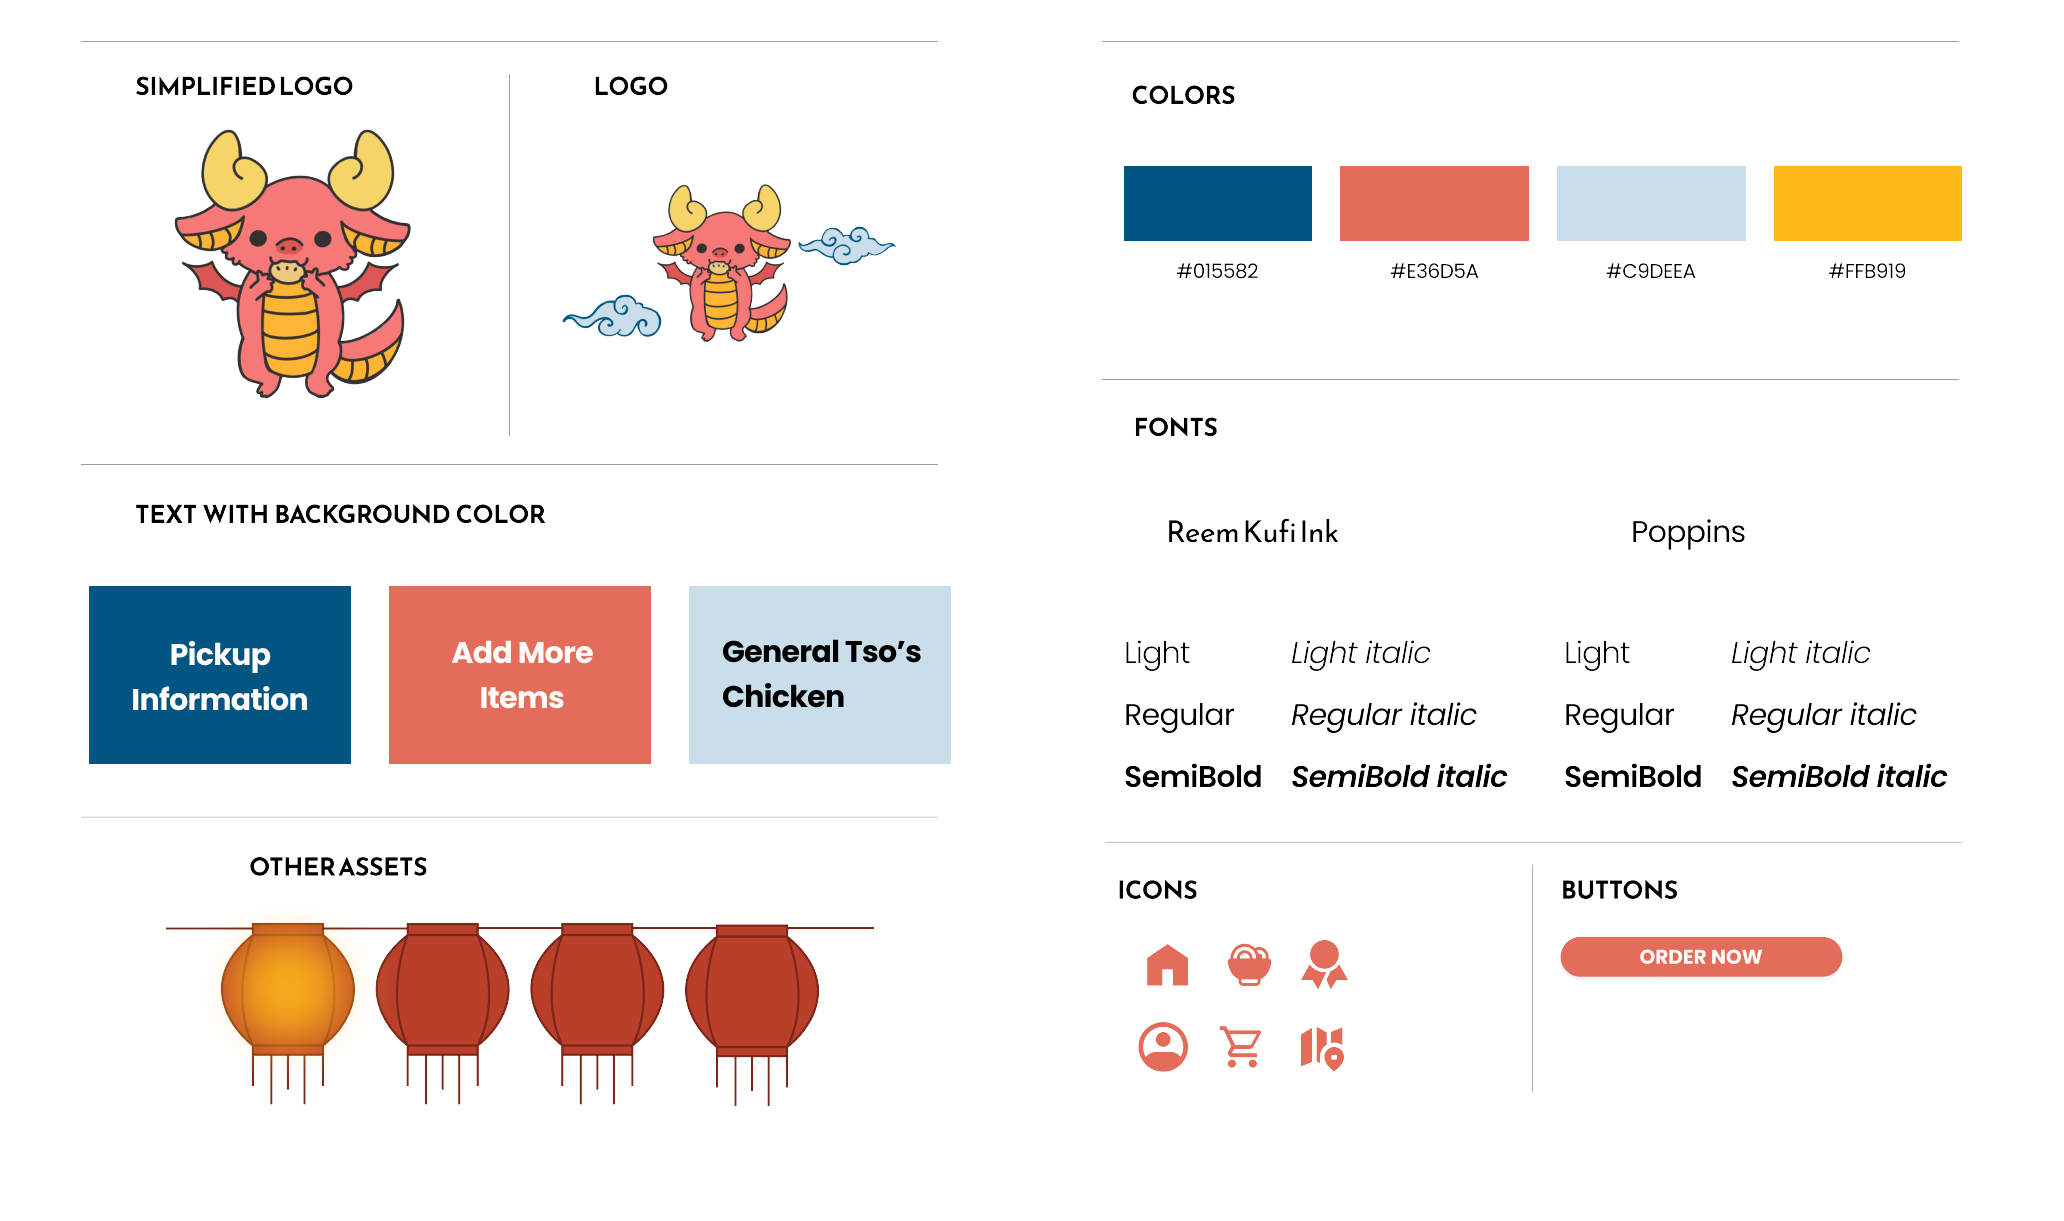 SIMPLIFIED LOGO
LOGO
TEXT WITH BACKGROUND COLOR
Pickup
Information
Add More
Items
General Tso’s
Chicken
OTHER ASSETS
COLORS
#015582
#E36D5A
#C9DEEA
#FFB919
FONTS
Reem Kufi Ink
Poppins
Light
Light italic
Light
Light italic
Regular
Regular italic
Regular
Regular italic
SemiBold
SemiBold italic
SemiBold
SemiBold italic
ICONS
BUTTONS
ORDER NOW